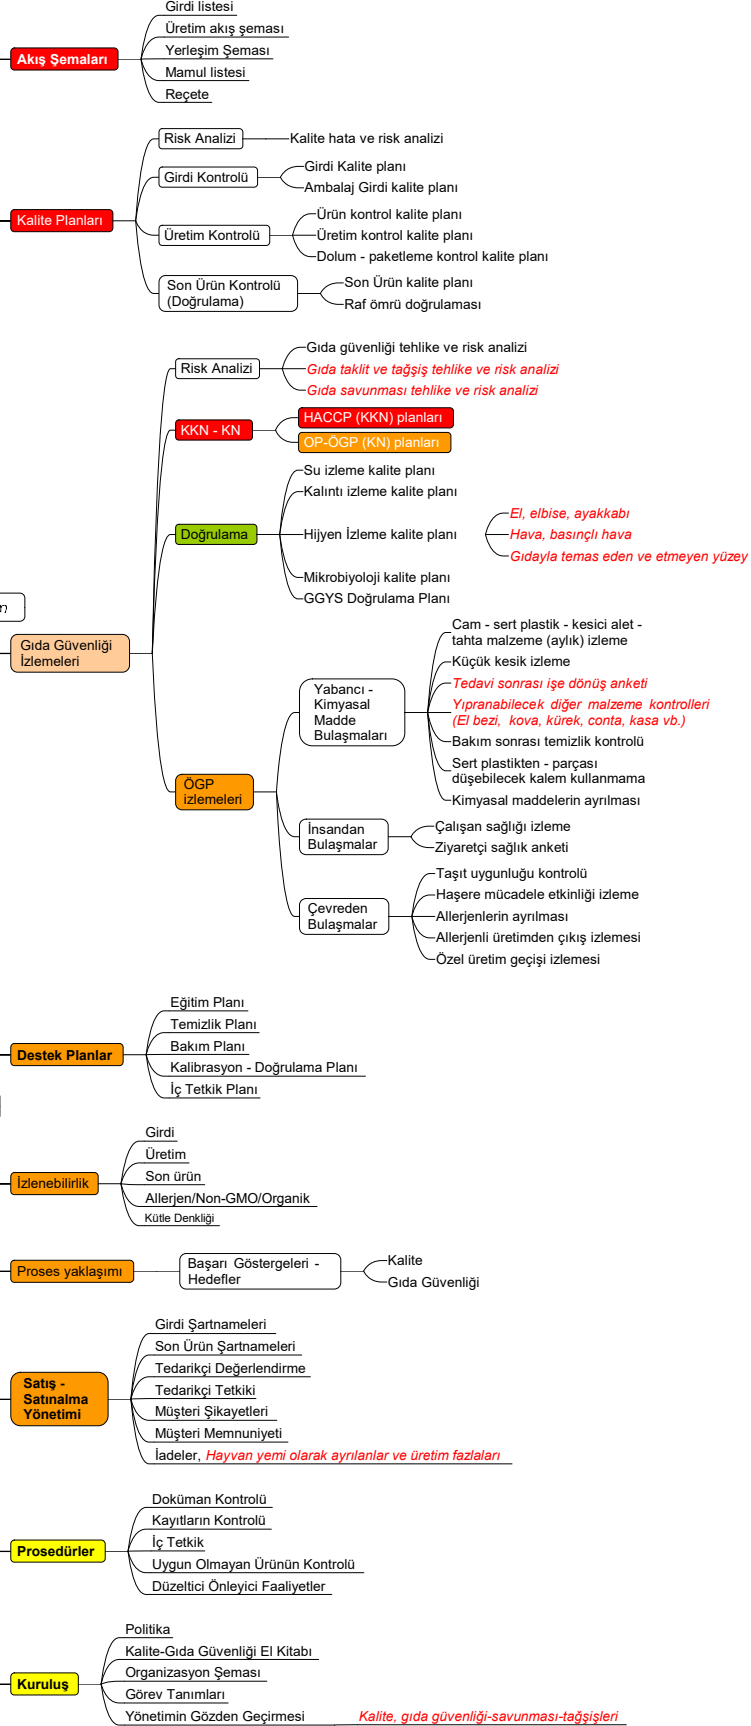 Girdi listesi
Üretim akış şeması
Akış Şemaları
Yerleşim Şeması
Mamul listesi
Reçete
Risk Analizi
Kalite hata ve risk analizi
Girdi Kontrolü
Girdi Kalite planı
Ambalaj Girdi kalite planı
Kalite Planları
Üretim Kontrolü
Ürün kontrol kalite planı
Üretim kontrol kalite planı
Dolum - paketleme kontrol kalite planı
Son Ürün Kontrolü
(Doğrulama)
Son Ürün kalite planı
Raf ömrü doğrulaması
Risk Analizi
Gıda güvenliği tehlike ve risk analizi
Gıda taklit ve tağşiş tehlike ve risk analizi
Gıda savunması tehlike ve risk analizi
KKN - KN
HACCP (KKN) planları
OP-ÖGP (KN) planları
Doğrulama
Su izleme kalite planı
Kalıntı izleme kalite planı
Hijyen İzleme kalite planı
El, elbise, ayakkabı
Hava, basınçlı hava
Gıdayla temas eden ve etmeyen yüzey
Mikrobiyoloji kalite planı
GGYS Doğrulama Planı
Gıda Güvenliği
İzlemeleri
ÖGP
izlemeleri
Yabancı -
Kimyasal
Madde
Bulaşmaları
Cam - sert plastik - kesici alet -
tahta malzeme (aylık) izleme
Küçük kesik izleme
Tedavi sonrası işe dönüş anketi
Yıpranabilecek diğer malzeme kontrolleri
(El bezi, kova, kürek, conta, kasa vb.)
Bakım sonrası temizlik kontrolü
Sert plastikten - parçası
düşebilecek kalem kullanmama
Kimyasal maddelerin ayrılması
İnsandan
Bulaşmalar
Çalışan sağlığı izleme
Ziyaretçi sağlık anketi
Çevreden
Bulaşmalar
Taşıt uygunluğu kontrolü
Haşere mücadele etkinliği izleme
Allerjenlerin ayrılması
Allerjenli üretimden çıkış izlemesi
Özel üretim geçişi izlemesi
Destek Planlar
Eğitim Planı
Temizlik Planı
Bakım Planı
Kalibrasyon - Doğrulama Planı
İç Tetkik Planı
İzlenebilirlik
Girdi
Üretim
Son ürün
Allerjen/Non-GMO/Organik
Kütle Denkliği
Proses yaklaşımı
Başarı Göstergeleri -
Hedefler
Kalite
Gıda Güvenliği
Satış -
Satınalma
Yönetimi
Girdi Şartnameleri
Son Ürün Şartnameleri
Tedarikçi Değerlendirme
Tedarikçi Tetkiki
Müşteri Şikayetleri
Müşteri Memnuniyeti
İadeler, Hayvan yemi olarak ayrılanlar ve üretim fazlaları
Prosedürler
Doküman Kontrolü
Kayıtların Kontrolü
İç Tetkik
Uygun Olmayan Ürünün Kontrolü
Düzeltici Önleyici Faaliyetler
Kuruluş
Politika
Kalite-Gıda Güvenliği El Kitabı
Organizasyon Şeması
Görev Tanımları
Yönetimin Gözden Geçirmesi
Kalite, gıda güvenliği-savunması-tağşişleri